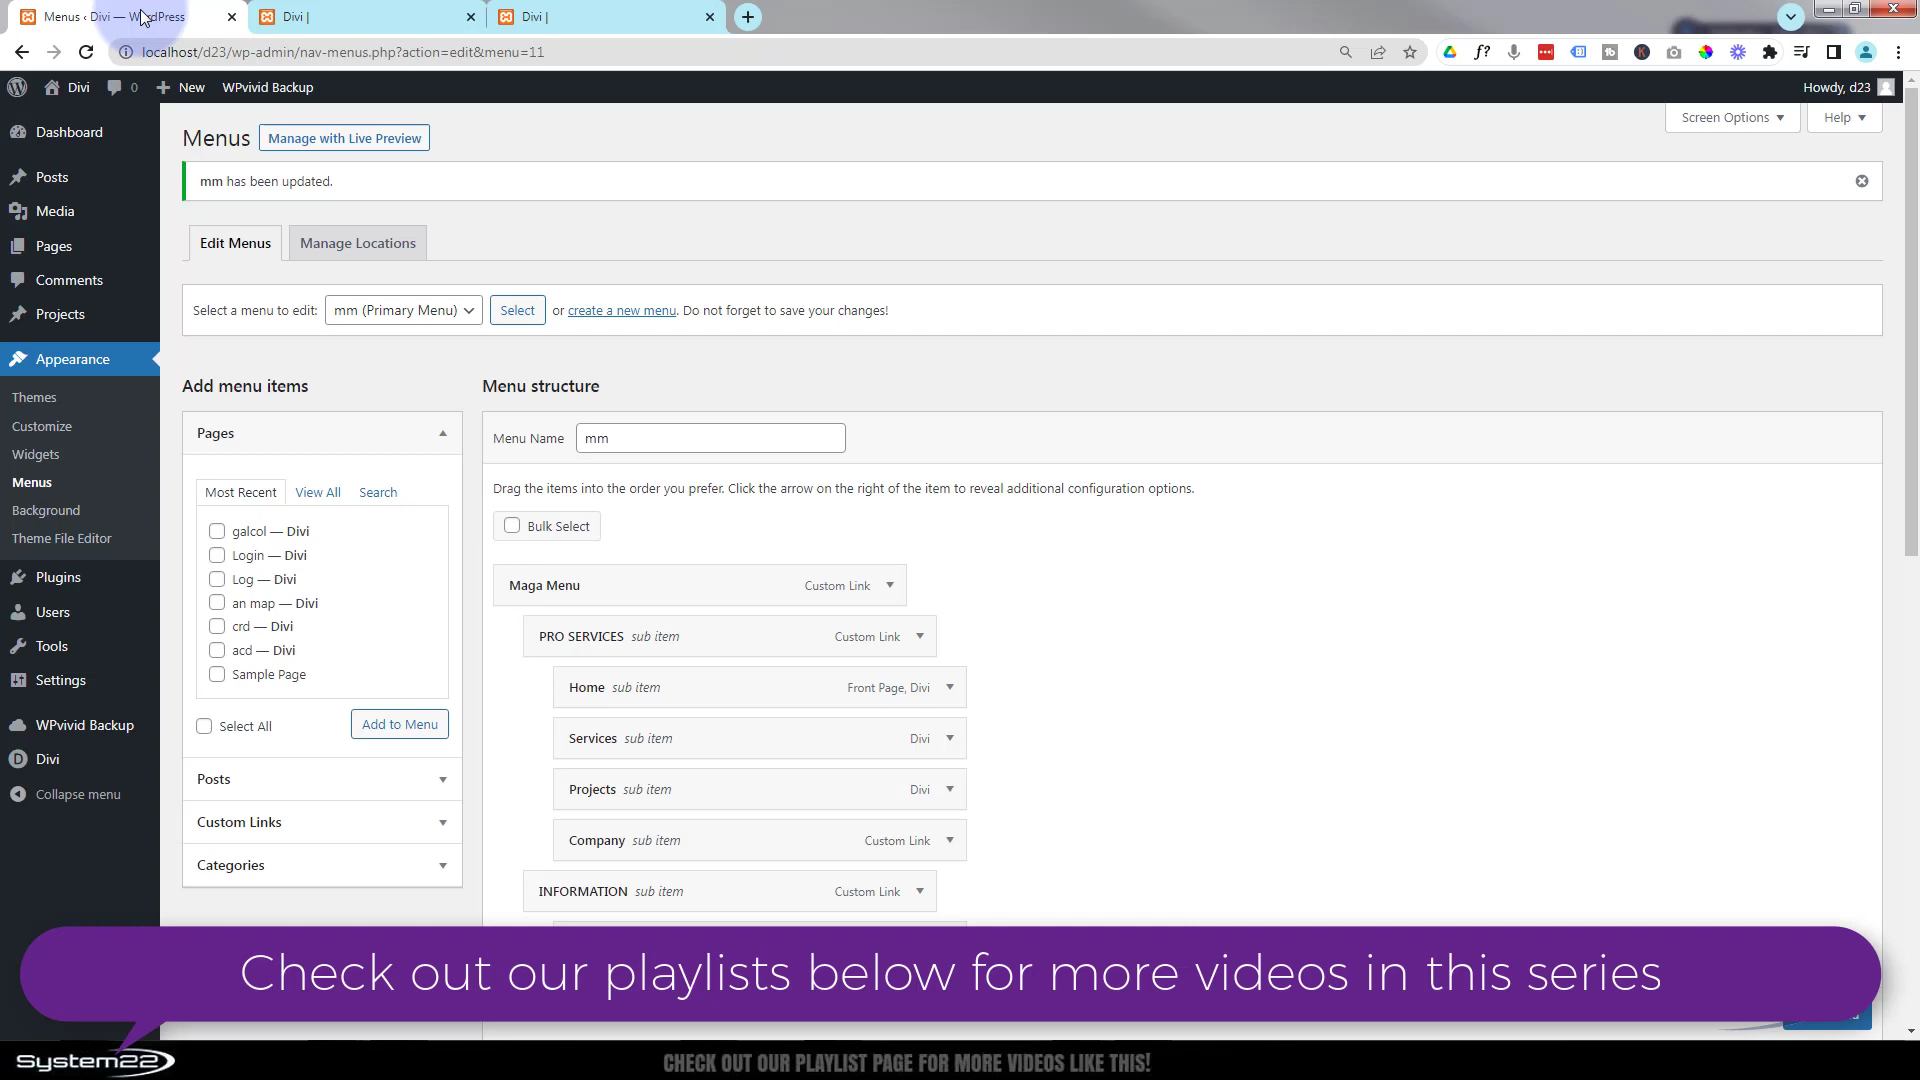 Menus ‹ Divi — WordPress
Divi |
Divi |
localhost/d23/wp-admin/nav-menus.php?action=edit&menu=11
Divi
0
New
WPvivid Backup
Howdy, d23
Dashboard
Posts
Media
Pages
Comments
Projects
Appearance
Themes
Customize
Widgets
Menus
Background
Theme File Editor
Plugins
Users
Tools
Settings
WPvivid Backup
Divi
Collapse menu
Screen Options
Help
Menus
Manage with Live Preview
mm has been updated.
Edit Menus
Manage Locations
Select a menu to edit:
mm (Primary Menu)
Select
or create a new menu. Do not forget to save your changes!
Add menu items
Pages
Most Recent
View All
Search
galcol — Divi
Login — Divi
Log — Divi
an map — Divi
crd — Divi
acd — Divi
Sample Page
Select All
Add to Menu
Posts
Custom Links
Categories
Menu structure
Menu Name
mm
Drag the items into the order you prefer. Click the arrow on the right of the item to reveal additional configuration options.
Bulk Select
Maga Menu Custom Link
PRO SERVICES sub item Custom Link
Home sub item Front Page, Divi
Services sub item Divi
Projects sub item Divi
Company sub item Custom Link
INFORMATION sub item Custom Link
Check out our playlists below for more videos in this series
System22
CHECK OUT OUR PLAYLIST PAGE FOR MORE VIDEOS LIKE THIS!